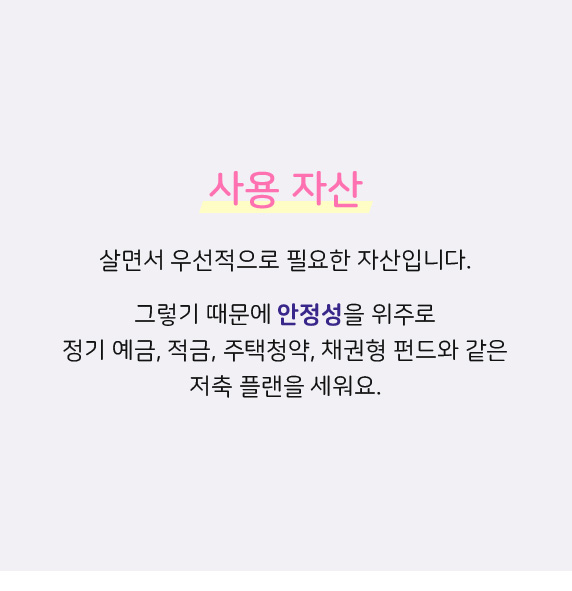 사용 자산
살면서 우선적으로 필요한 자산입니다.
그렇기 때문에 안정성을 위주로
정기 예금, 적금, 주택청약, 채권형 펀드와 같은
저축 플랜을 세워요.